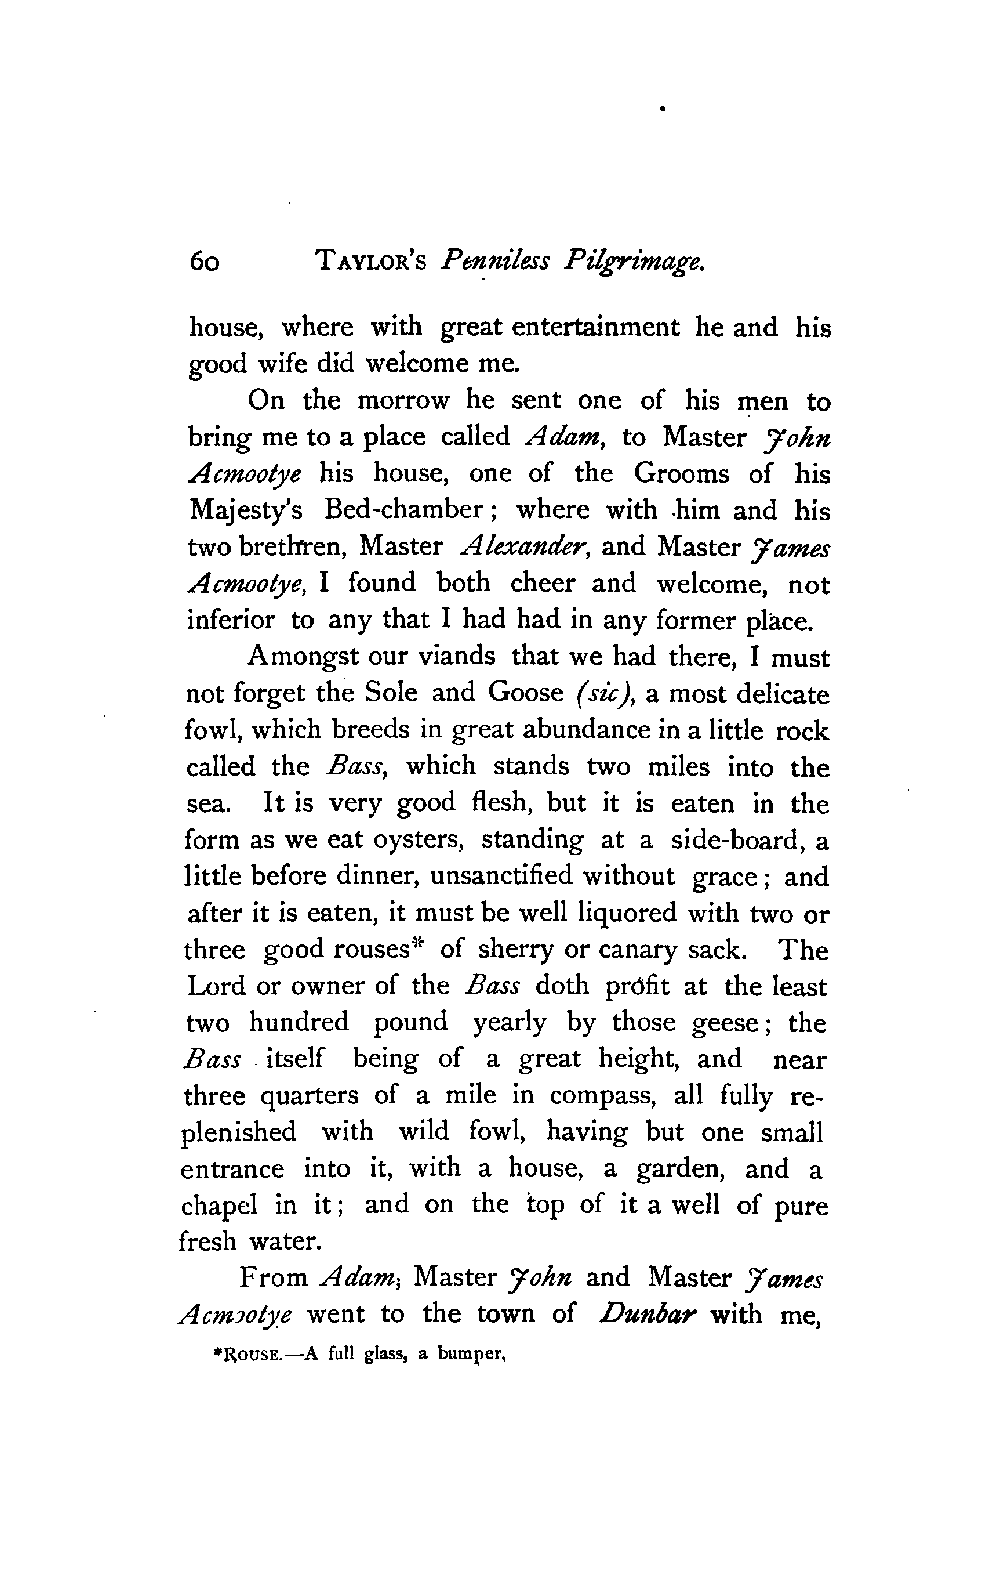 60 TAYLOR'S Penniless Pilgrimage.
house, where with great entertainment he and his
good wife did welcome me.
On the morrow he sent one of his men to
bring me to a place called Adam, to Master John
Acmootye his house, one of the Grooms of his
Majesty's Bed-chamber; where with him and his
two brethren, Master Alexander, and Master James
Acmootye, I found both cheer and welcome, not
inferior to any that I had had in any former place.
Amongst our viands that we had there, I must
not forget the Sole and Goose (sic), a most delicate
fowl, which breeds in great abundance in a little rock
called the Bass, which stands two miles into the
sea. It is very good flesh, but it is eaten in the
form as we eat oysters, standing at a side-board, a
little before dinner, unsanctified without grace; and
after it is eaten, it must be well liquored with two or
three good rouses* of sherry or canary sack. The
Lord or owner of the Bass doth profit at the least
two hundred pound yearly by those geese; the
Bass itself being of a great height, and near
three quarters of a mile in compass, all fully re-
plenished with wild fowl, having but one small
entrance into it, with a house, a garden, and a
chapel in it; and on the top of it a well of pure
fresh water.
From Adam, Master John and Master James
Acmootye went to the town of Dunbar with me,
*ROUSE.—A full glass, a bumper,